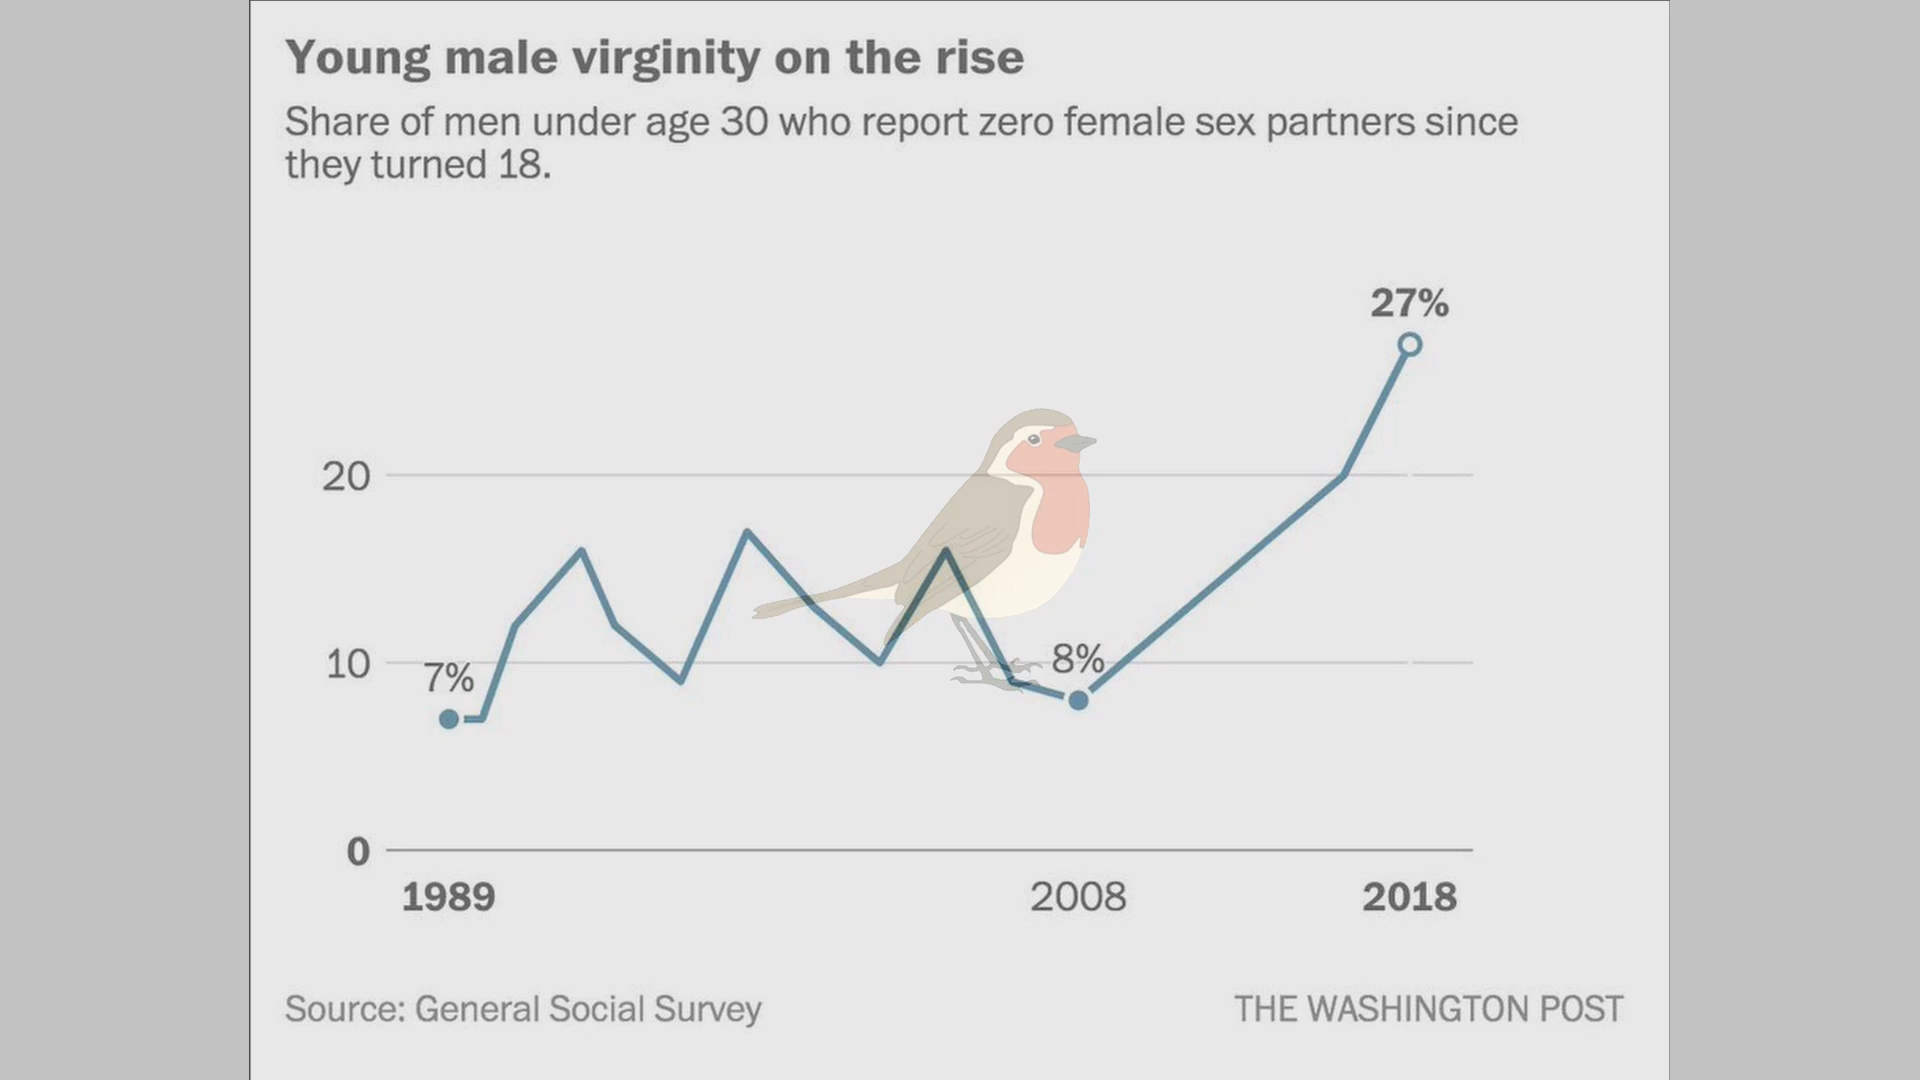 Young male virginity on the rise
Share of men under age 30 who report zero female sex partners since
they turned 18.
27%
20
10
7%
8%
0
1989
2008
2018
Source: General Social Survey
THE WASHINGTON POST